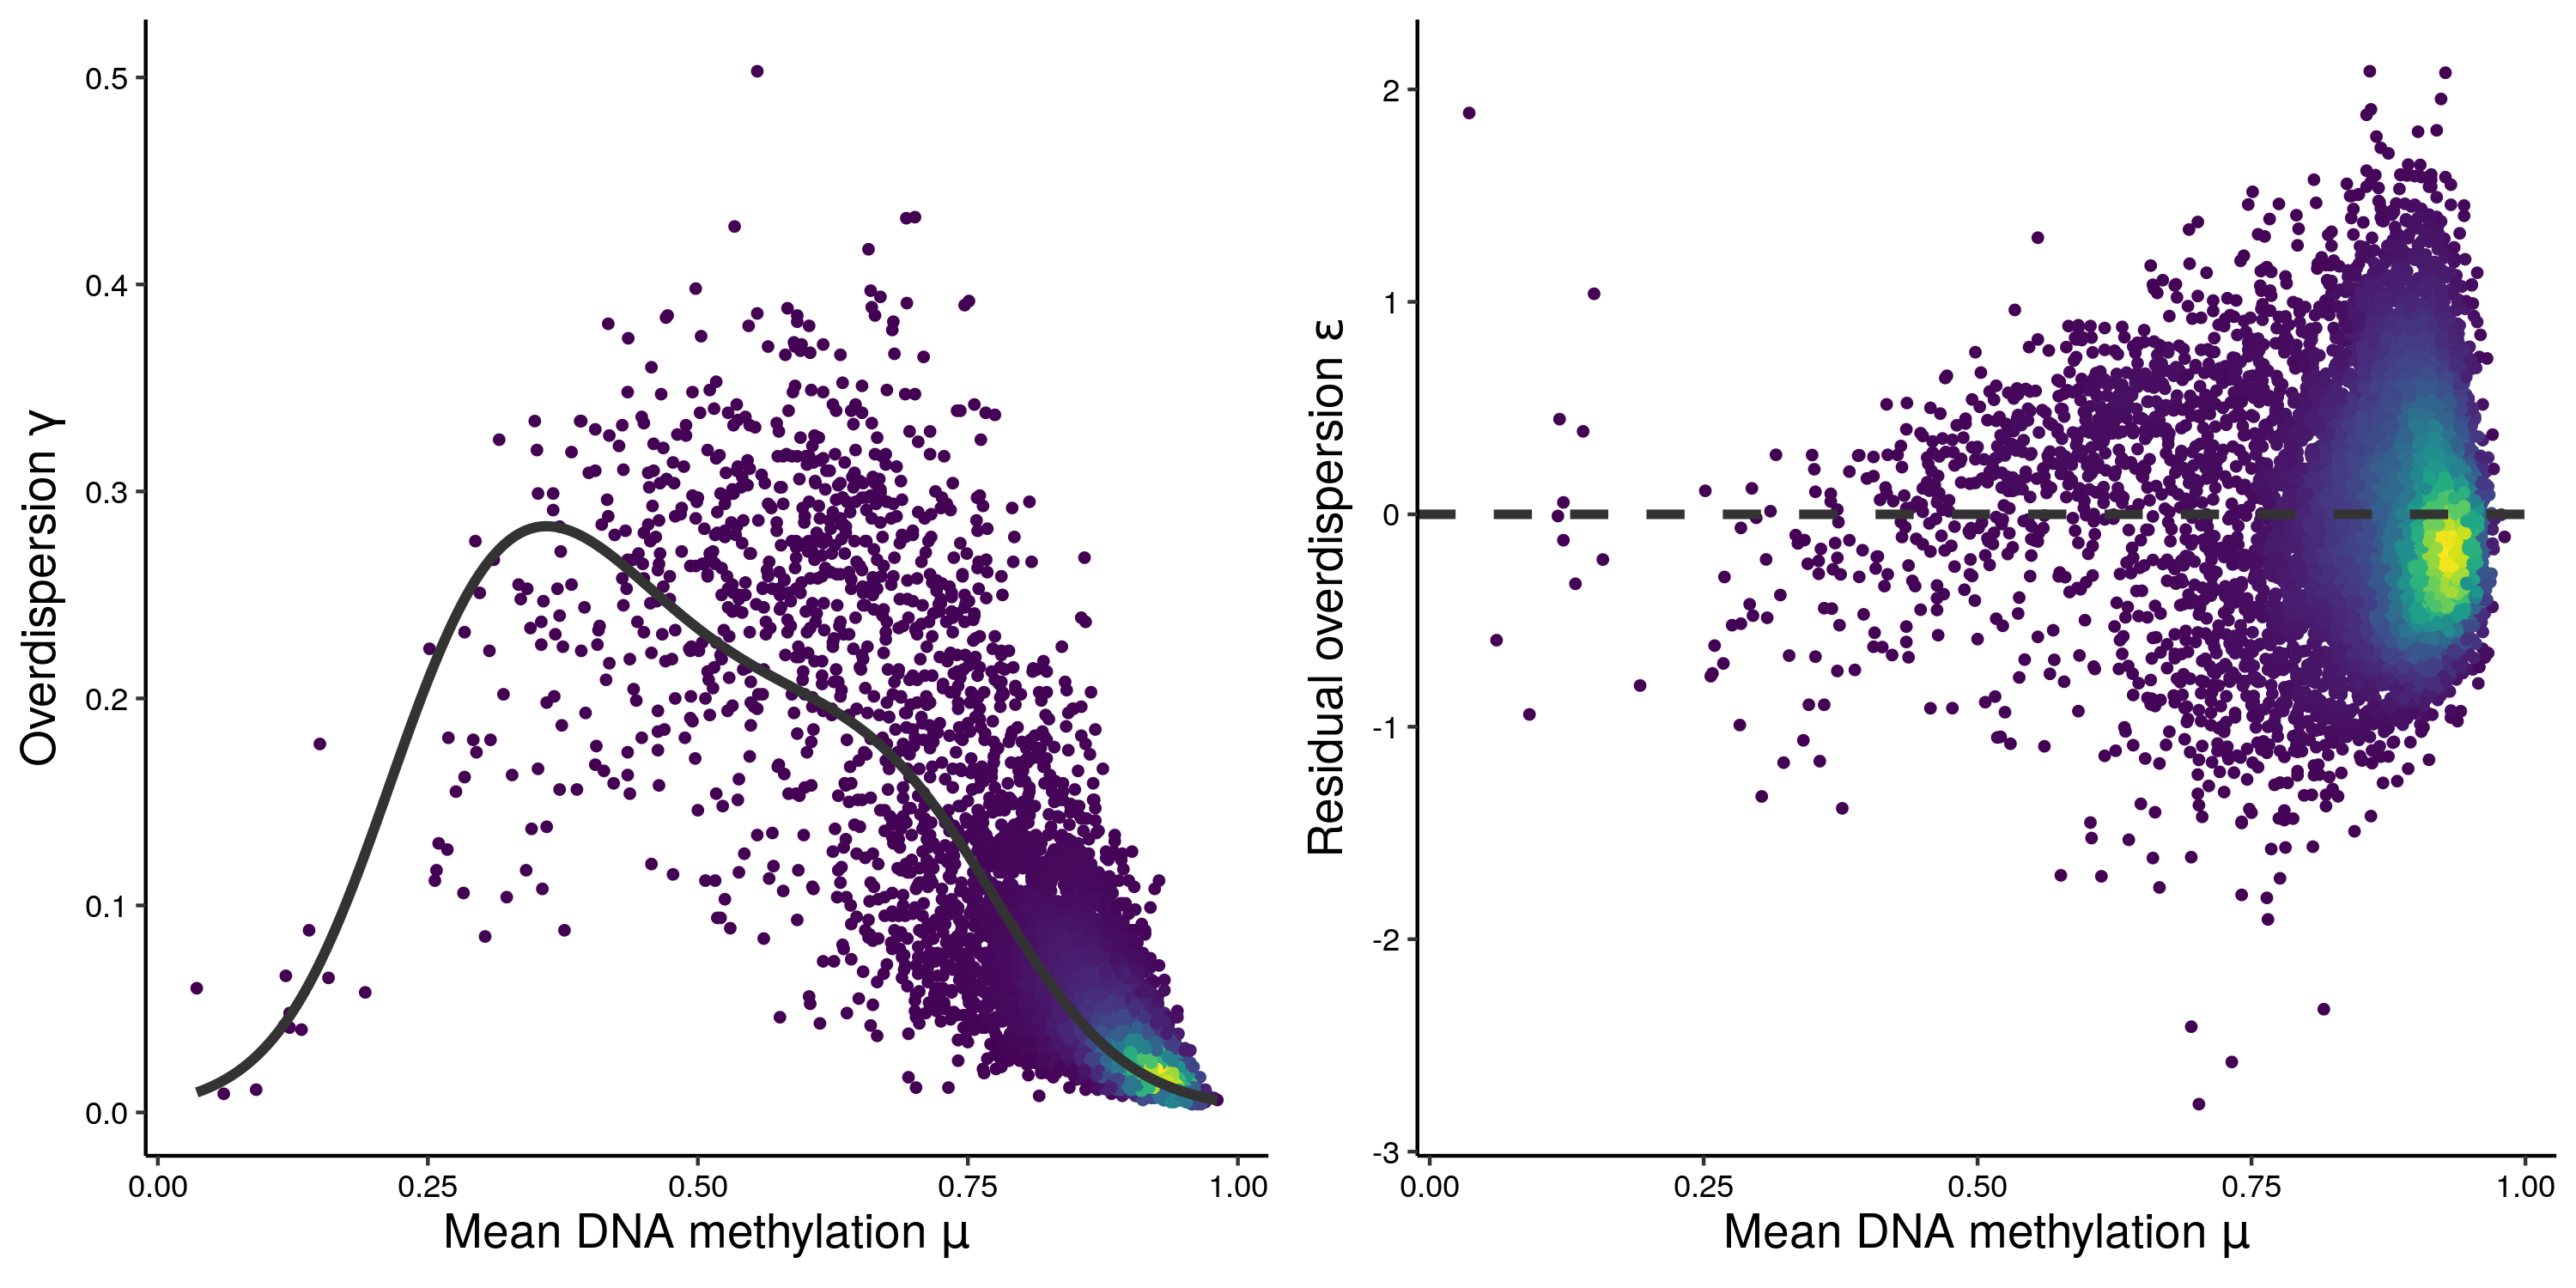 Overdispersion γ
0.5
0.4
0.3
0.2
0.1
0.0
0.00 0.25 0.50 0.75 1.00
Mean DNA methylation μ
Residual overdispersion ε
2
1
0
-1
-2
-3
0.00 0.25 0.50 0.75 1.00
Mean DNA methylation μ